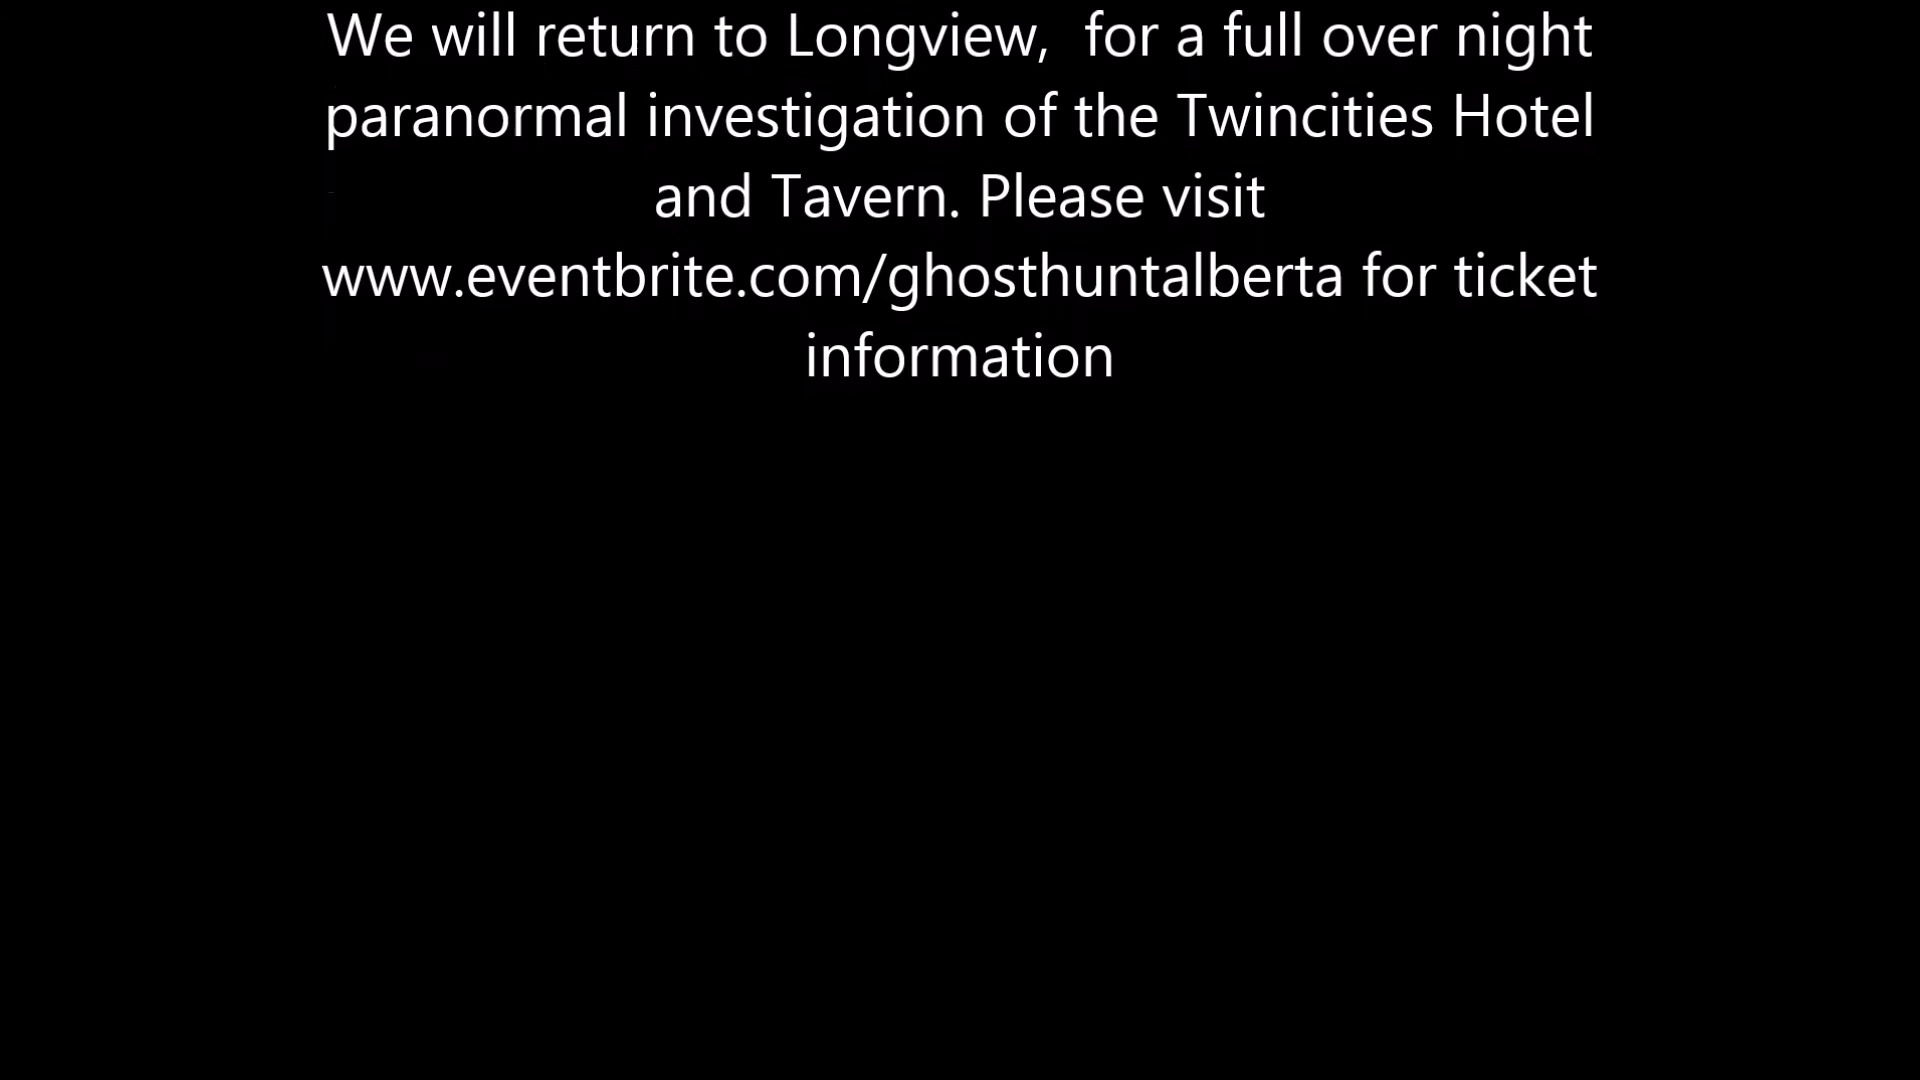 We will return to Longview,  for a full over night
paranormal investigation of the Twincities Hotel
and Tavern. Please visit
www.eventbrite.com/ghosthuntalberta for ticket
information